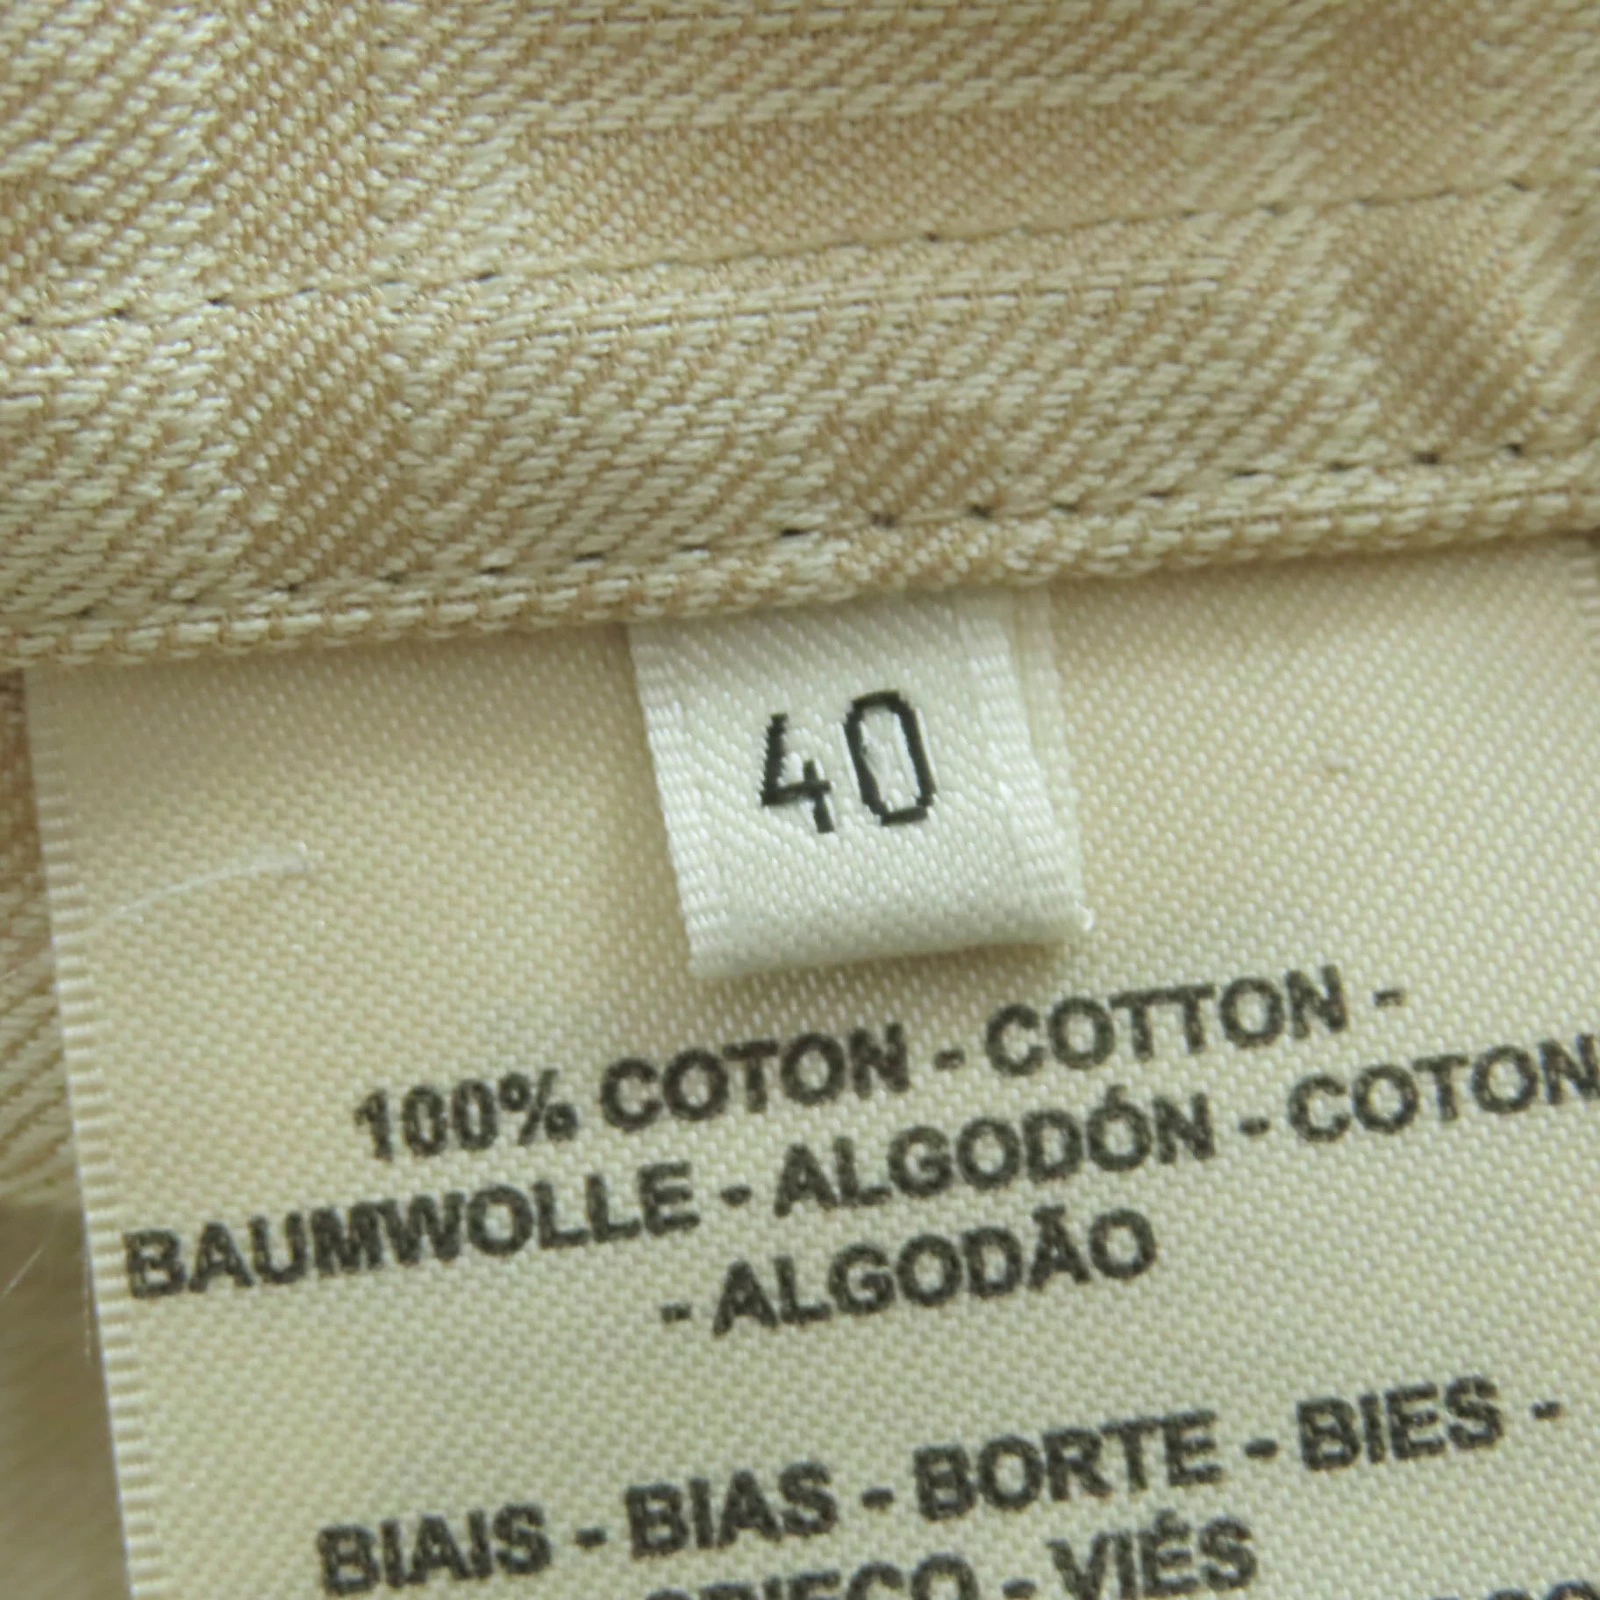 40
100% COTON - COTTON -
BAUMWOLLE - ALGODÓN - COTON
- ALGODÃO
BIAIS - BIAS - BORTE - BIES -
- VIÉS